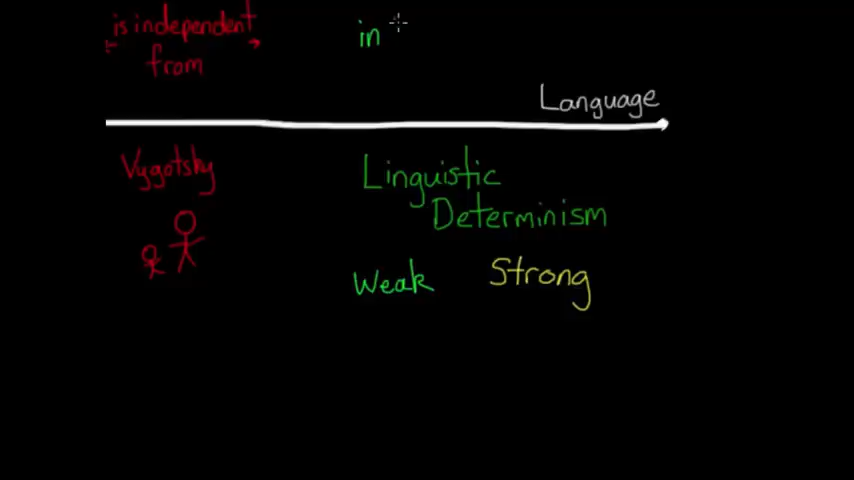 is independent
from
in
Language
Vygotsky
Linguistic
Determinism
Weak
Strong